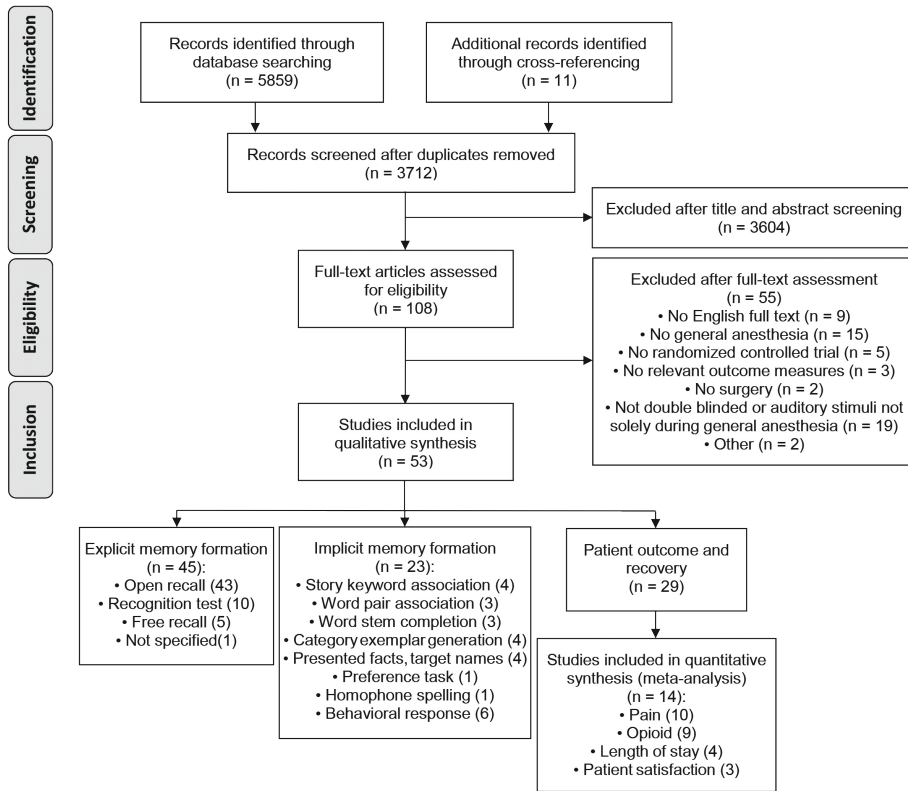 Identification
Records identified through
database searching
(n = 5859)
Additional records identified
through cross-referencing
(n = 11)
Screening
Records screened after duplicates removed
(n = 3712)
Excluded after title and abstract screening
(n = 3604)
Eligibility
Full-text articles assessed
for eligibility
(n = 108)
Excluded after full-text assessment
(n = 55)
• No English full text (n = 9)
• No general anesthesia (n = 15)
• No randomized controlled trial (n = 5)
• No relevant outcome measures (n = 3)
• No surgery (n = 2)
• Not double blinded or auditory stimuli not
solely during general anesthesia (n = 19)
• Other (n = 2)
Inclusion
Studies included in
qualitative synthesis
(n = 53)
Explicit memory formation
(n = 45):
• Open recall (43)
• Recognition test (10)
• Free recall (5)
• Not specified(1)
Implicit memory formation
(n = 23):
• Story keyword association (4)
• Word pair association (3)
• Word stem completion (3)
• Category exemplar generation (4)
• Presented facts, target names (4)
• Preference task (1)
• Homophone spelling (1)
• Behavioral response (6)
Patient outcome and
recovery
(n = 29)
Studies included in quantitative
synthesis (meta-analysis)
(n = 14):
• Pain (10)
• Opioid (9)
• Length of stay (4)
• Patient satisfaction (3)